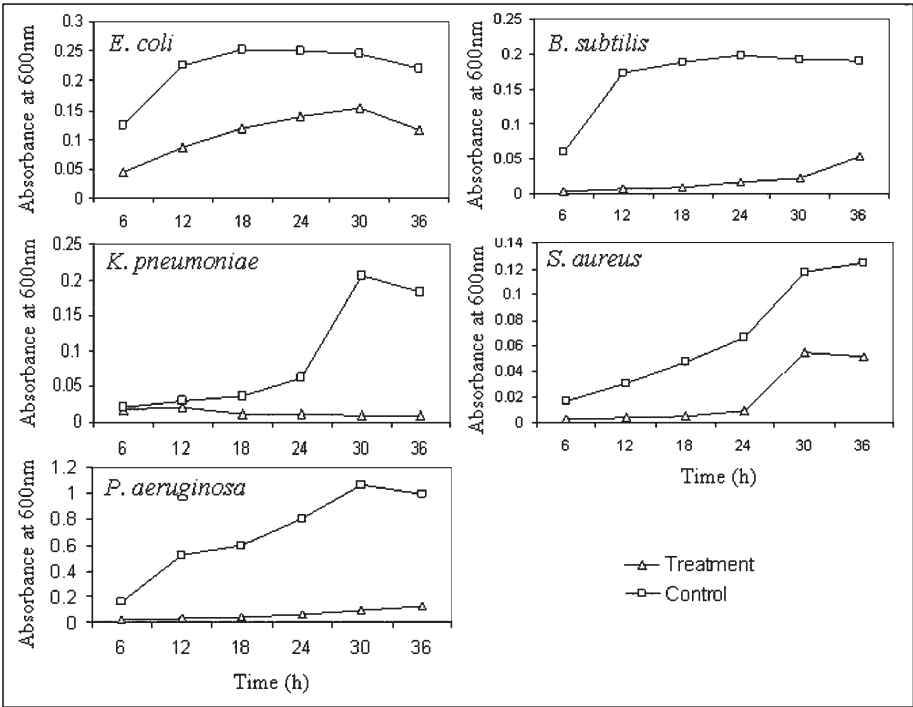 E. coli
Absorbance at 600nm
0.3
0.25
0.2
0.15
0.1
0.05
0
6 12 18 24 30 36
B. subtilis
Absorbance at 600nm
0.25
0.2
0.15
0.1
0.05
0
6 12 18 24 30 36
K. pneumoniae
Absorbance at 600nm
0.25
0.2
0.15
0.1
0.05
0
6 12 18 24 30 36
S. aureus
Absorbance at 600nm
0.14
0.12
0.1
0.08
0.06
0.04
0.02
0
6 12 18 24 30 36
Time (h)
P. aeruginosa
Absorbance at 600nm
1.2
1
0.8
0.6
0.4
0.2
0
6 12 18 24 30 36
Time (h)
Treatment
Control